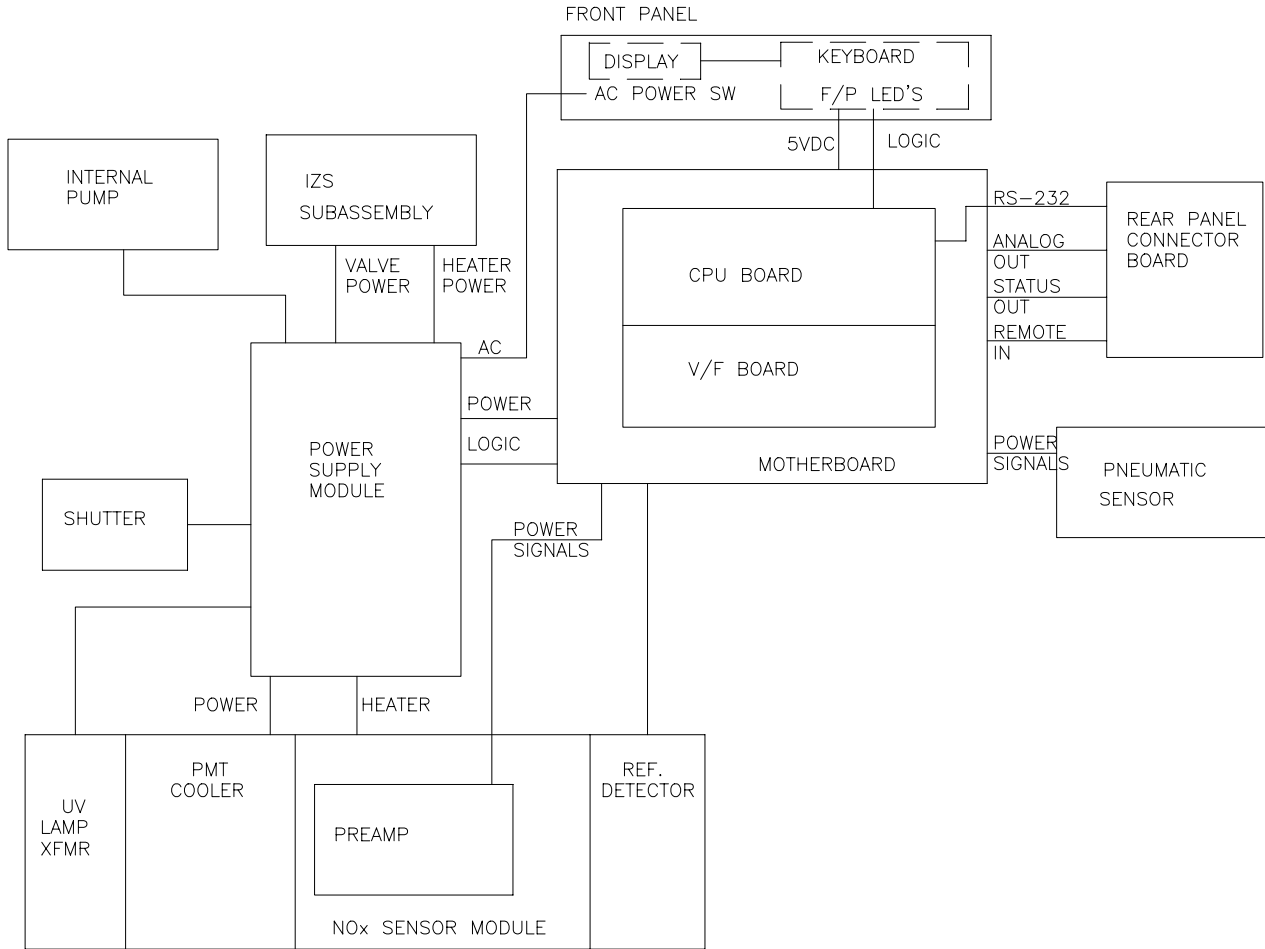 FRONT PANEL
DISPLAY
KEYBOARD
AC POWER SW
F/P LED'S
5VDC
LOGIC
INTERNAL
PUMP
IZS
SUBASSEMBLY
VALVE
POWER
HEATER
POWER
AC
POWER
LOGIC
CPU BOARD
V/F BOARD
MOTHERBOARD
RS-232
ANALOG
OUT
STATUS
OUT
REMOTE
IN
REAR PANEL
CONNECTOR
BOARD
POWER
SIGNALS
PNEUMATIC
SENSOR
POWER
SUPPLY
MODULE
SHUTTER
POWER
SIGNALS
POWER
HEATER
UV
LAMP
XFMR
PMT
COOLER
PREAMP
NOx SENSOR MODULE
REF.
DETECTOR